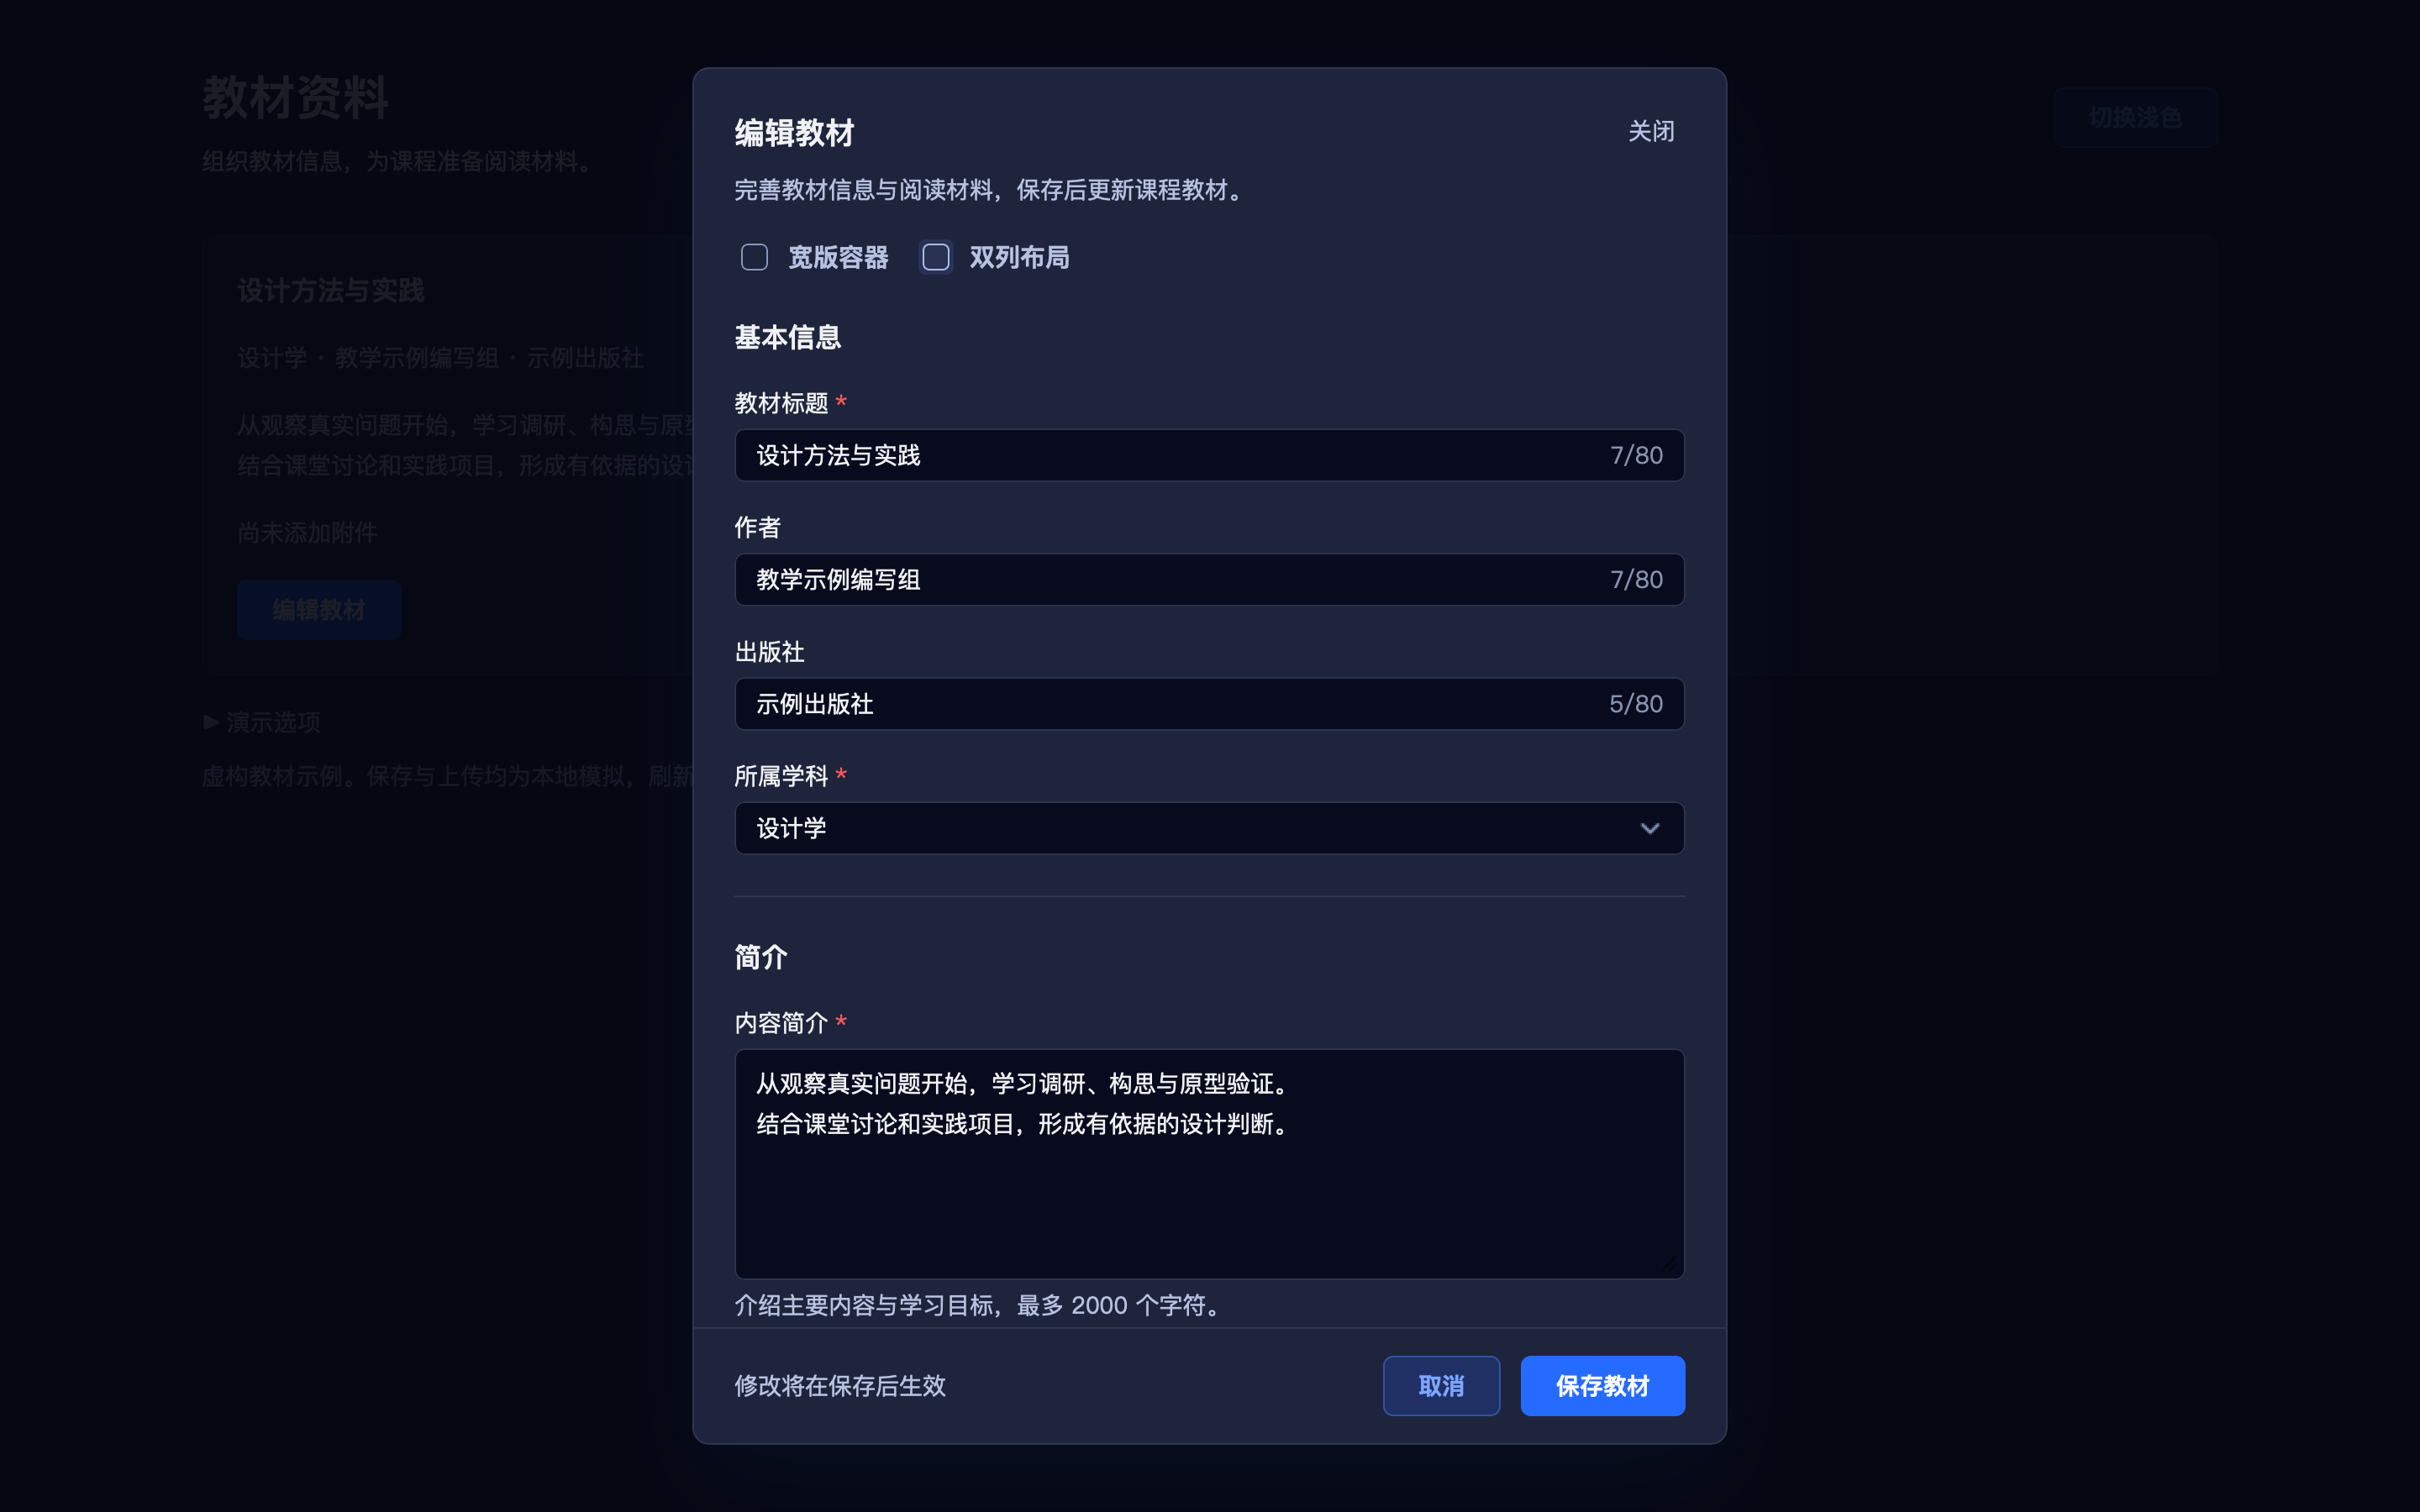 教材资料
组织教材信息，为课程准备阅读材料。
切换浅色
设计方法与实践
设计学 · 教学示例编写组 · 示例出版社
从观察真实问题开始，学习调研、构思与原型
结合课堂讨论和实践项目，形成有依据的设计
尚未添加附件
编辑教材
▶ 演示选项
虚构教材示例。保存与上传均为本地模拟，刷新
编辑教材
关闭
完善教材信息与阅读材料，保存后更新课程教材。
宽版容器 双列布局
基本信息
教材标题 *
设计方法与实践 7/80
作者
教学示例编写组 7/80
出版社
示例出版社 5/80
所属学科 *
设计学
简介
内容简介 *
从观察真实问题开始，学习调研、构思与原型验证。
结合课堂讨论和实践项目，形成有依据的设计判断。
介绍主要内容与学习目标，最多 2000 个字符。
修改将在保存后生效
取消
保存教材